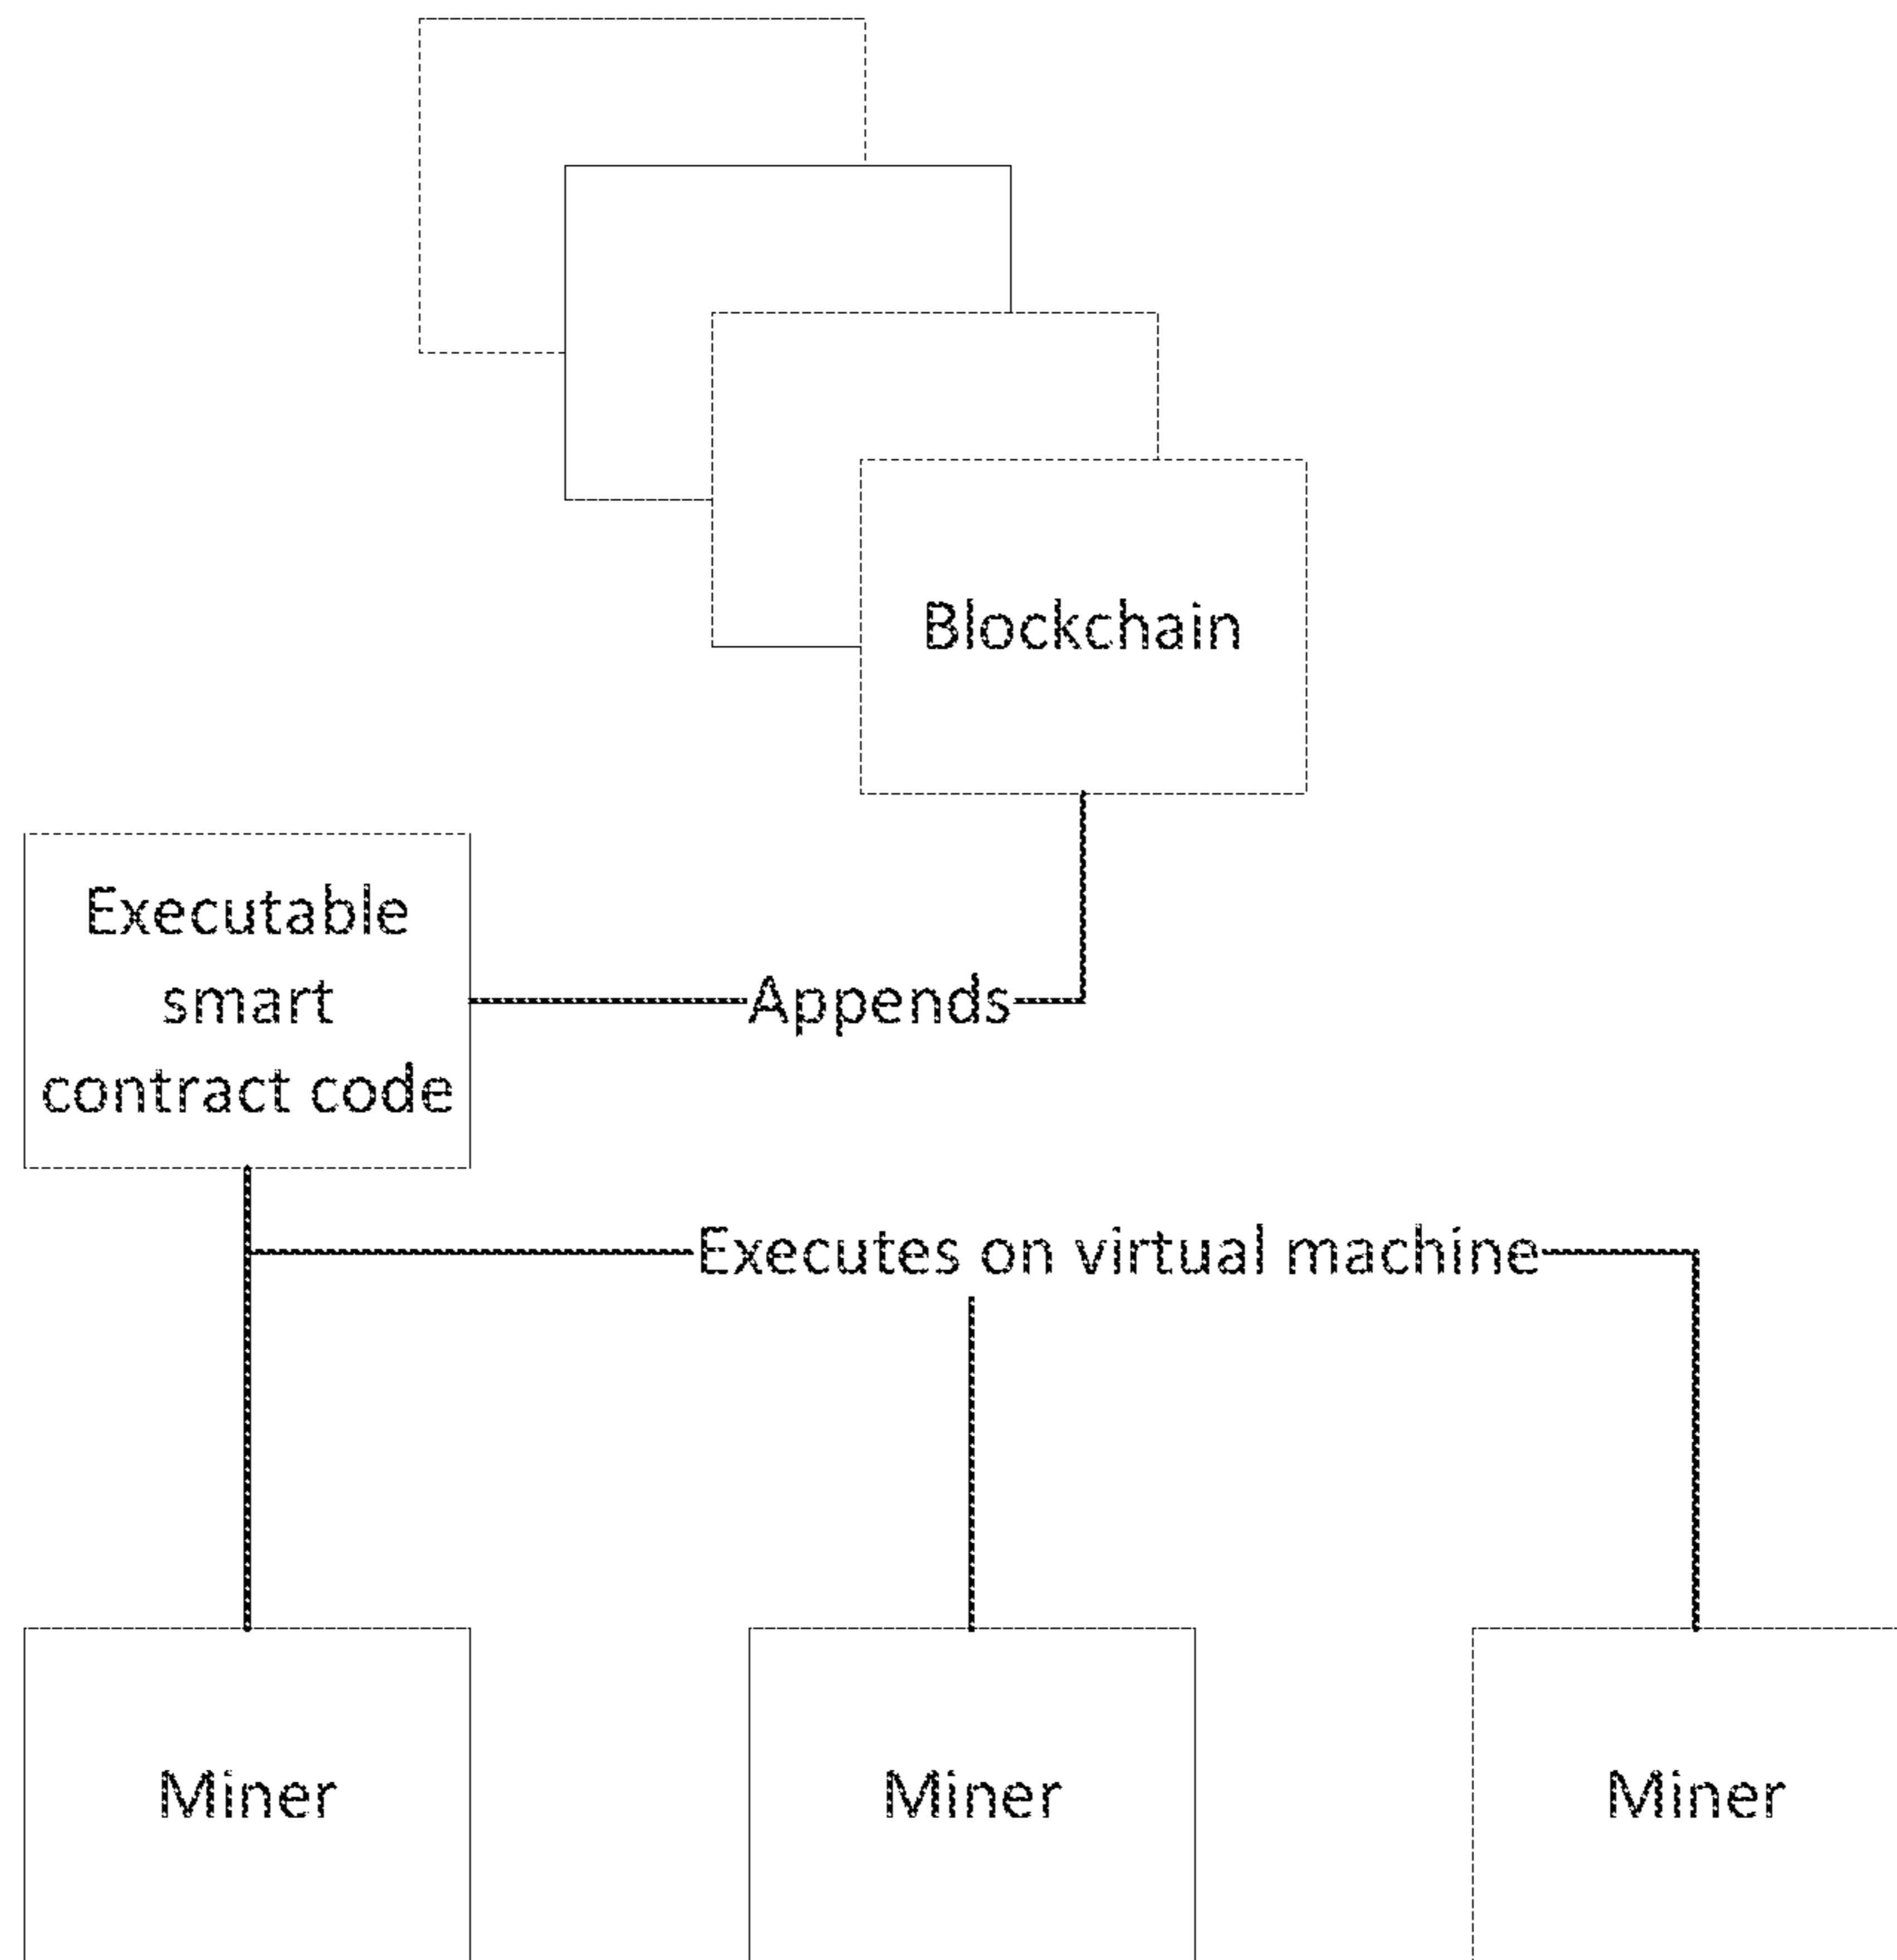 Blockchain
Executable
smart
contract code
Appends
Executes on virtual machine
Miner
Miner
Miner